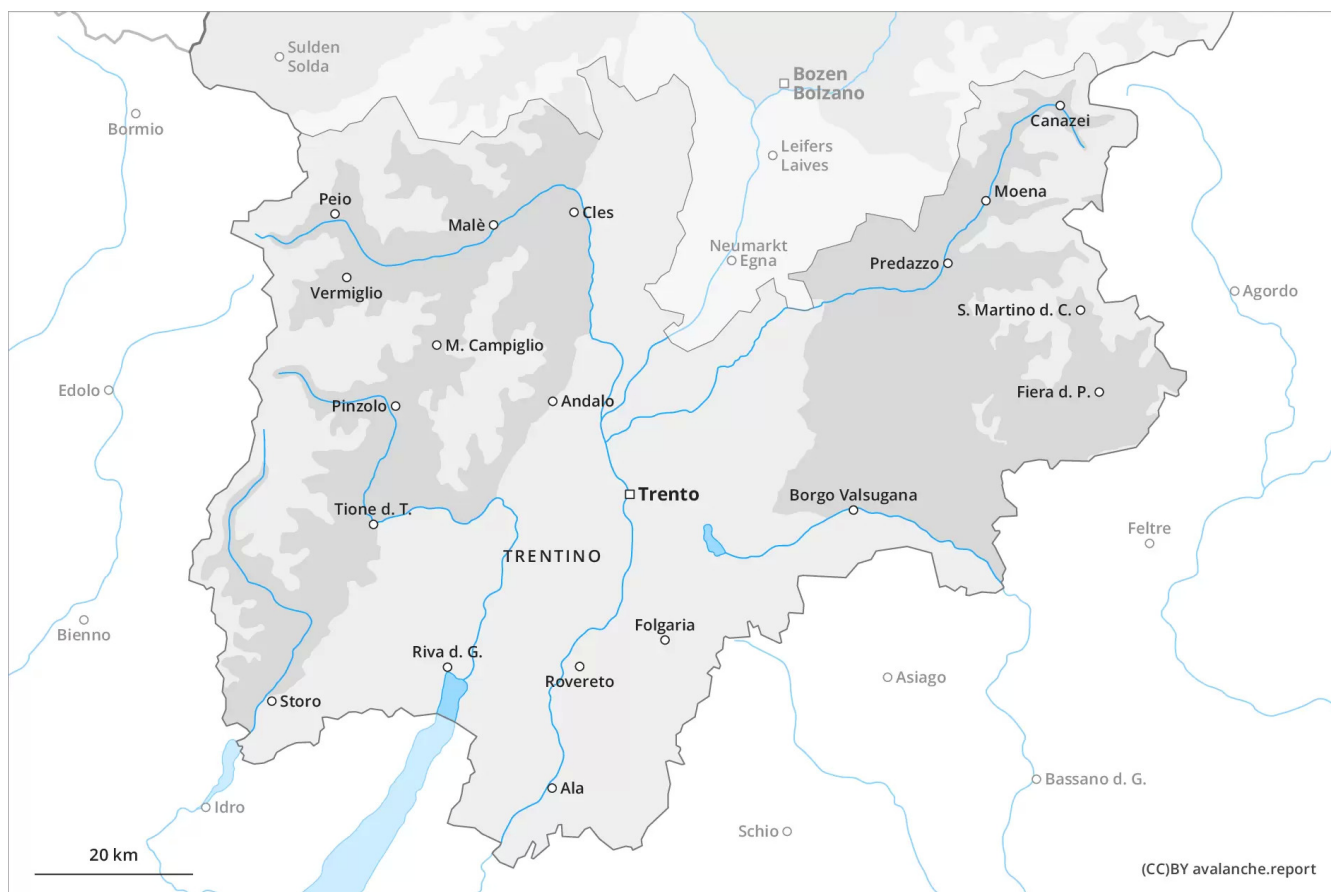 Sulden
Solda
Bozen
Bolzano
Bormio
Canazei
Leifers
Laives
Peio
Moena
Malè
Cles
Neumarkt
Egna
Predazzo
Vermiglio
Agordo
S. Martino d. C.
M. Campiglio
Edolo
Fiera d. P.
Pinzolo
Andalo
Trento
Borgo Valsugana
Tione d. T.
Feltre
TRENTINO
Bienno
Folgaria
Riva d. G.
Rovereto
Asiago
Storo
Bassano d. G.
Ala
Idro
Schio
20 km
(CC)BY avalanche.report